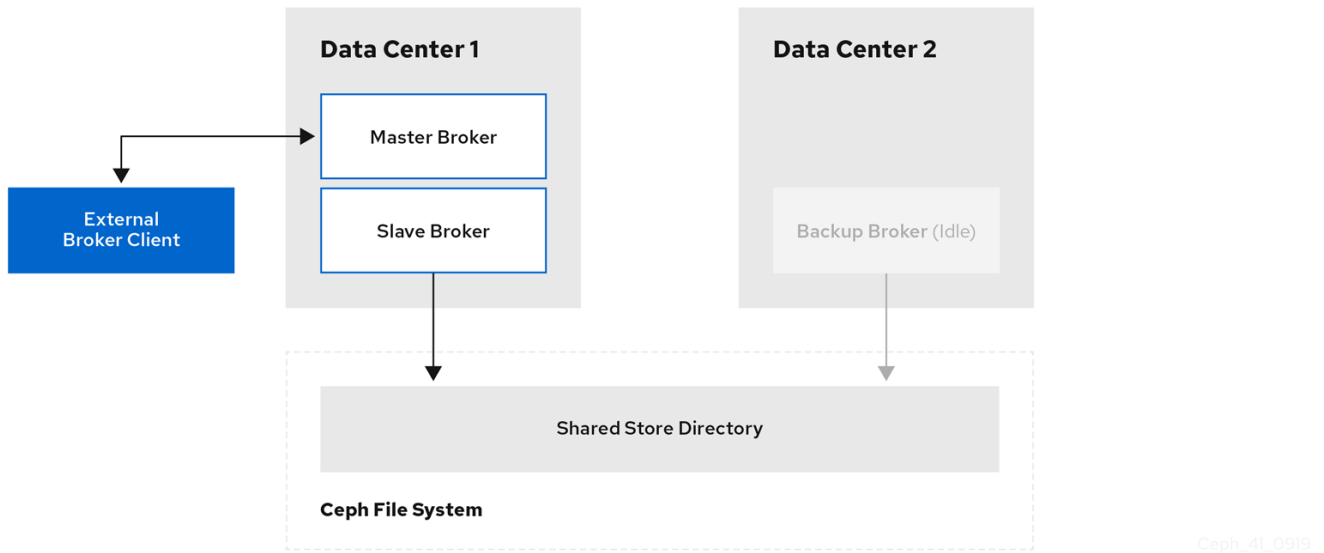 Data Center 1
Data Center 2
Master Broker
External
Broker Client
Slave Broker
Backup Broker (Idle)
Shared Store Directory
Ceph File System
Ceph_41_0919